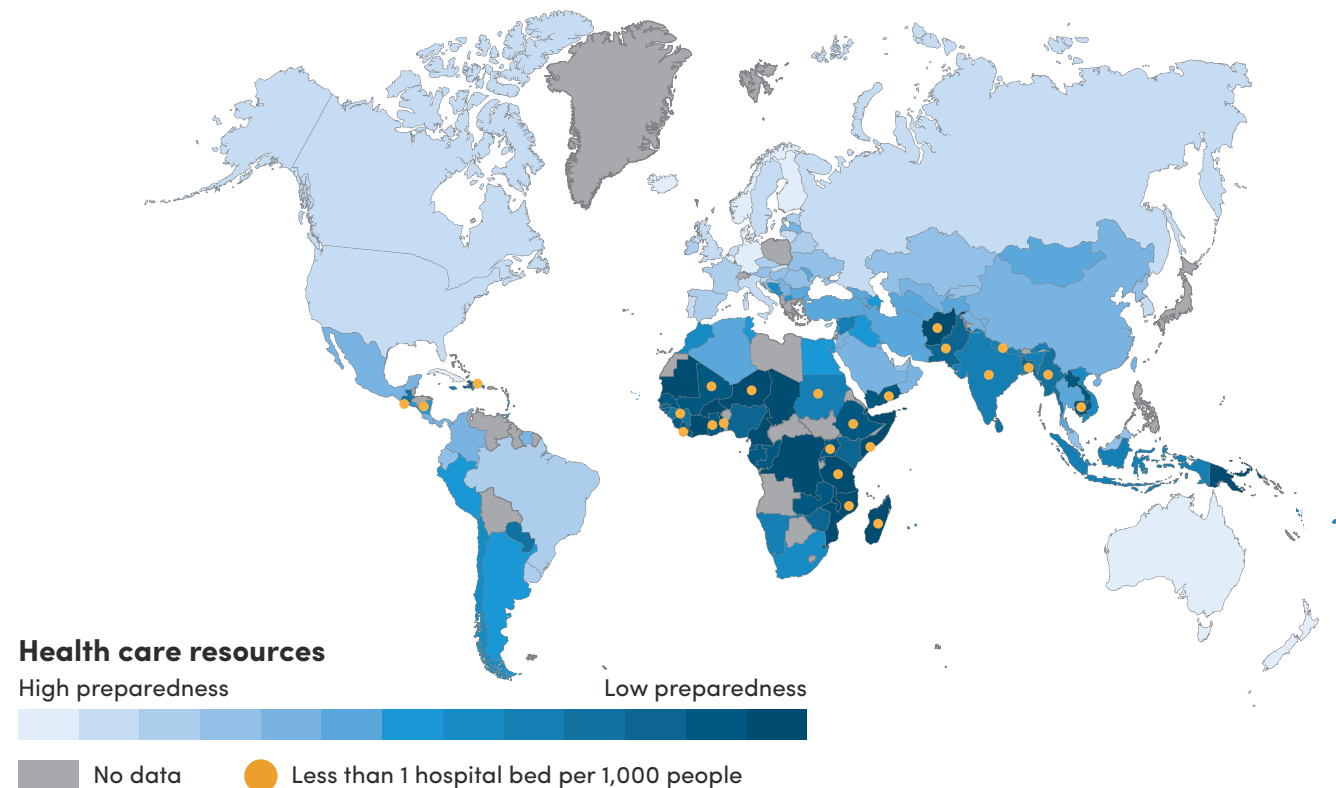 Health care resources
High preparedness Low preparedness
No data Less than 1 hospital bed per 1,000 people